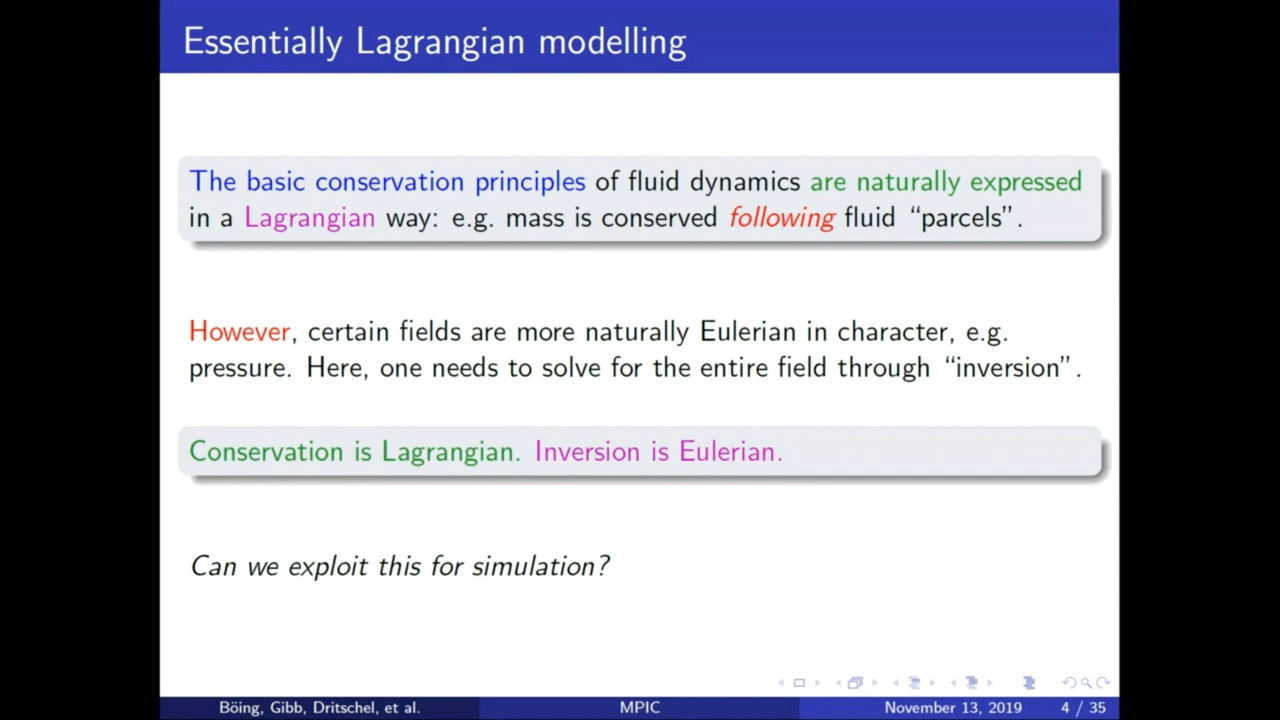 Essentially Lagrangian modelling
The basic conservation principles of fluid dynamics are naturally expressed
in a Lagrangian way: e.g. mass is conserved following fluid “parcels”.
However, certain fields are more naturally Eulerian in character, e.g.
pressure. Here, one needs to solve for the entire field through “inversion”.
Conservation is Lagrangian. Inversion is Eulerian.
Can we exploit this for simulation?
Böing, Gibb, Dritschel, et al. MPIC November 13, 2019 4 / 35